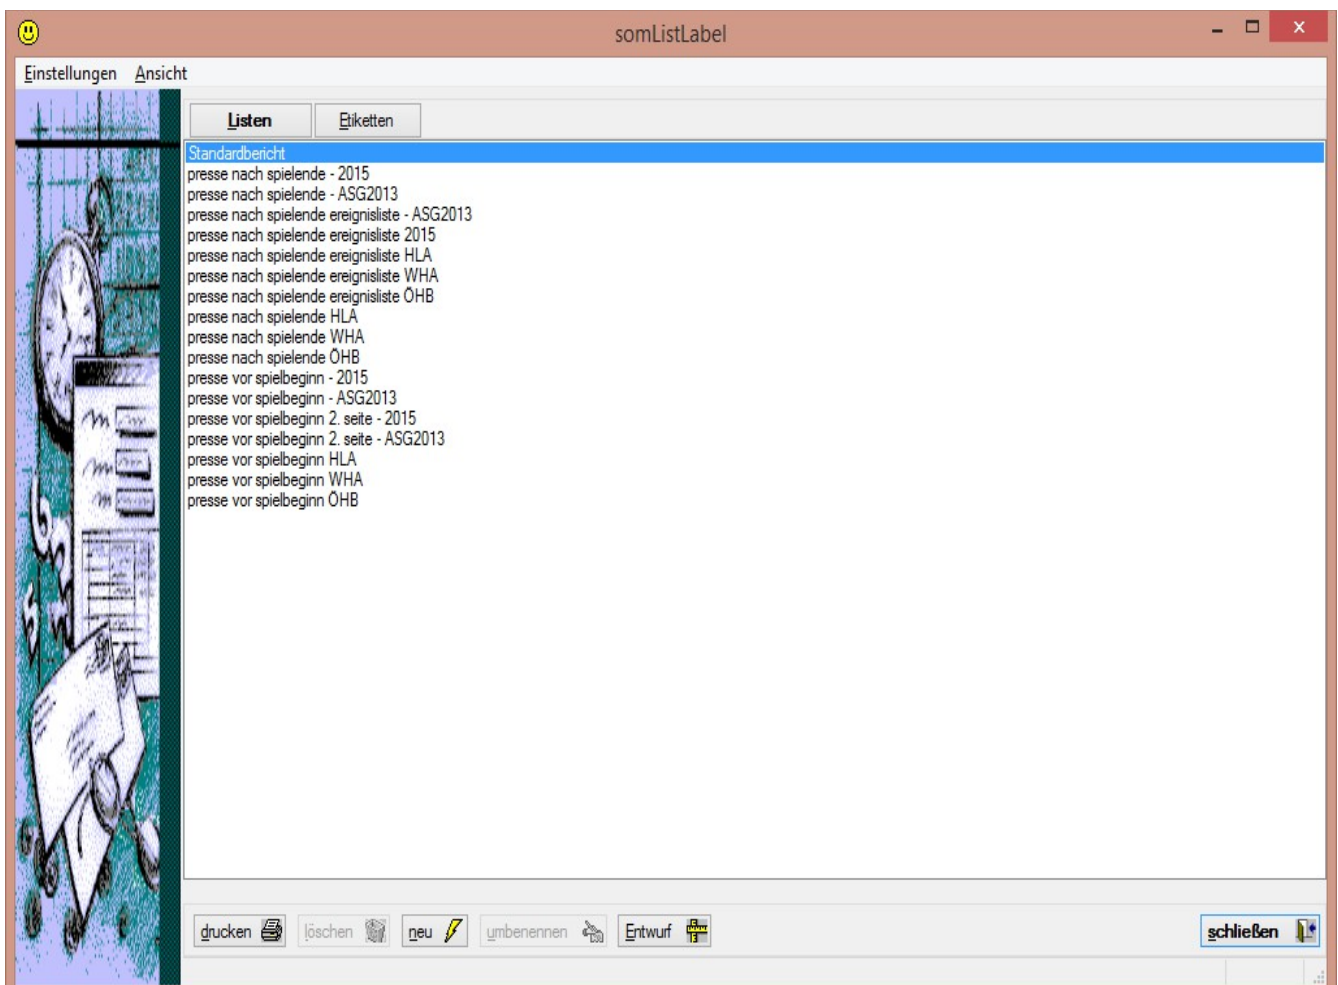 somListLabel
Einstellungen Ansicht
Listen Etiketten
Standardbericht
presse nach spielende - 2015
presse nach spielende - ASG2013
presse nach spielende ereignisliste - ASG2013
presse nach spielende ereignisliste 2015
presse nach spielende ereignisliste HLA
presse nach spielende ereignisliste WHA
presse nach spielende ereignisliste ÖHB
presse nach spielende HLA
presse nach spielende WHA
presse nach spielende ÖHB
presse vor spielbeginn - 2015
presse vor spielbeginn - ASG2013
presse vor spielbeginn 2. seite - 2015
presse vor spielbeginn 2. seite - ASG2013
presse vor spielbeginn HLA
presse vor spielbeginn WHA
presse vor spielbeginn ÖHB
drucken löschen neu umbenennen Entwurf schließen